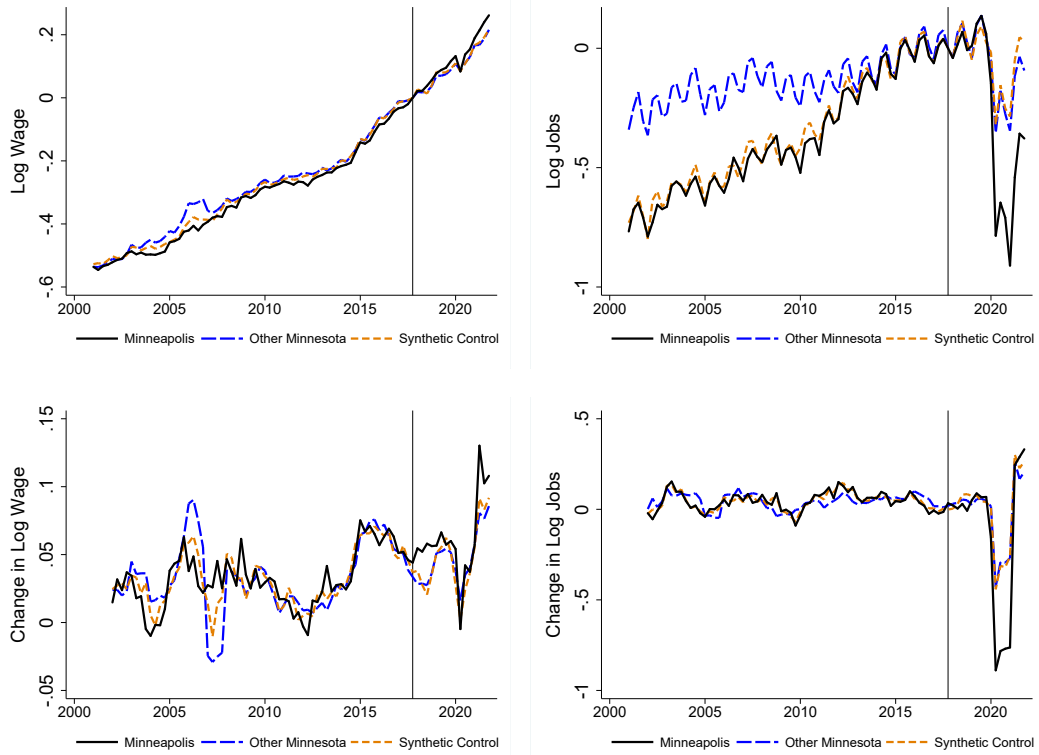 Log Wage
.2
0
-.2
-.4
-.6
2000 2005 2010 2015 2020
Minneapolis Other Minnesota Synthetic Control
Log Jobs
0
-.5
-1
2000 2005 2010 2015 2020
Minneapolis Other Minnesota Synthetic Control
Change in Log Wage
.15
.1
.05
0
-.05
2000 2005 2010 2015 2020
Minneapolis Other Minnesota Synthetic Control
Change in Log Jobs
.5
0
-.5
-1
2000 2005 2010 2015 2020
Minneapolis Other Minnesota Synthetic Control